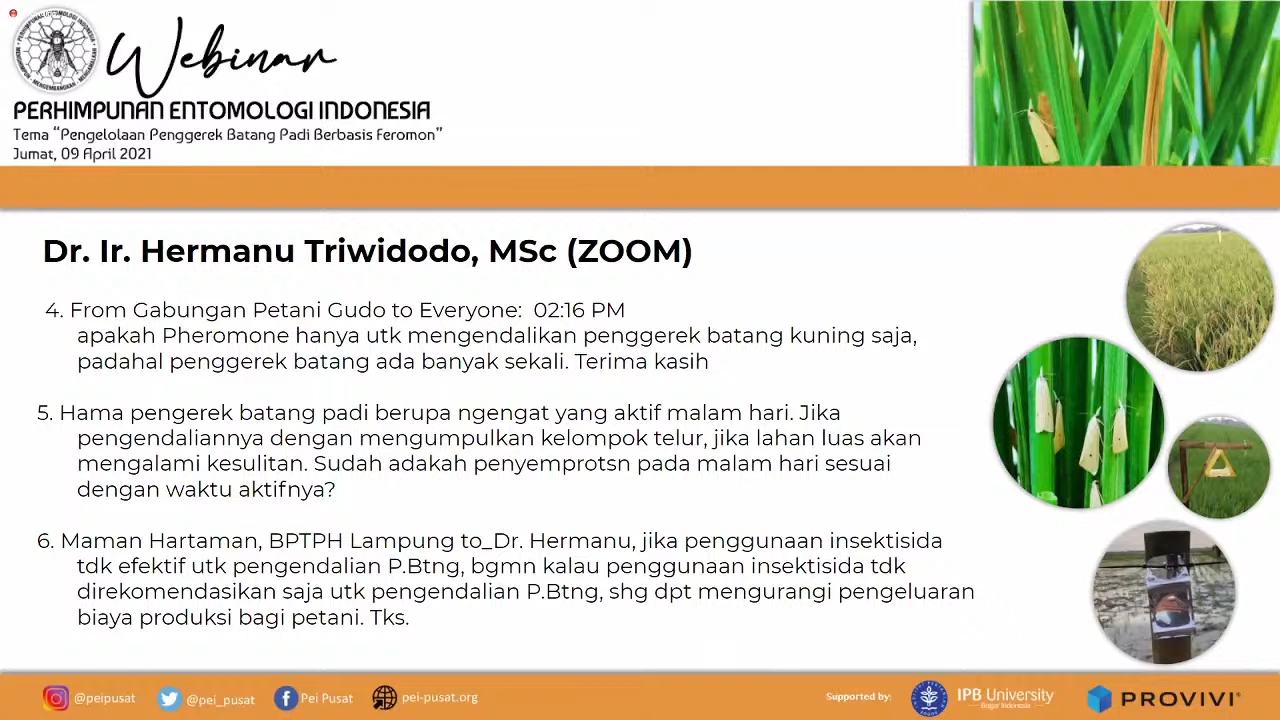 Webinar
PERHIMPUNAN ENTOMOLOGI INDONESIA
Tema "Pengelolaan Penggerek Batang Padi Berbasis Feromon"
Jumat, 09 April 2021
Dr. Ir. Hermanu Triwidodo, MSc (ZOOM)
4. From Gabungan Petani Gudo to Everyone: 02:16 PM
apakah Pheromone hanya utk mengendalikan penggerek batang kuning saja,
padahal penggerek batang ada banyak sekali. Terima kasih
5. Hama pengerek batang padi berupa ngengat yang aktif malam hari. Jika
pengendaliannya dengan mengumpulkan kelompok telur, jika lahan luas akan
mengalami kesulitan. Sudah adakah penyemprotsn pada malam hari sesuai
dengan waktu aktifnya?
6. Maman Hartaman, BPTPH Lampung to_Dr. Hermanu, jika penggunaan insektisida
tdk efektif utk pengendalian P.Btng, bgmn kalau penggunaan insektisida tdk
direkomendasikan saja utk pengendalian P.Btng, shg dpt mengurangi pengeluaran
biaya produksi bagi petani. Tks.
@peipusat
@pei_pusat
Pei Pusat
pei-pusat.org
Supported by:
IPB University
Bogor Indonesia
PROVIVI